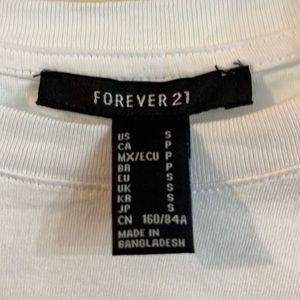 FOREVER 21
US S
CA P
MX/ECU P
BR P
EU S
UK S
KR S
JP S
CN 160/84A
MADE IN
BANGLADESH